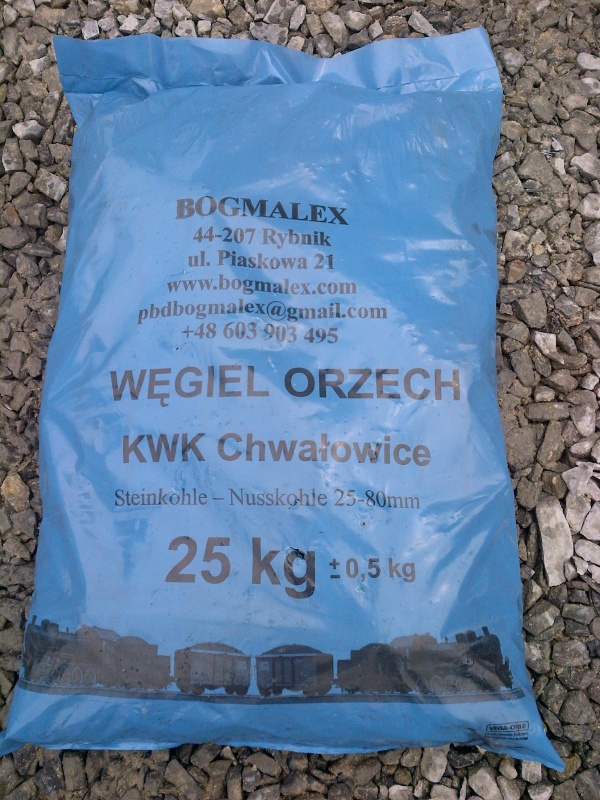 BOGMALEX
44-207 Rybnik
ul. Piaskowa 21
www.bogmalex.com
pbdbogmalex@gmail.com
+48 603 903 495
WĘGIEL ORZECH
KWK Chwałowice
Steinkohle – Nusskohle 25-80mm
25 kg ± 0,5 kg